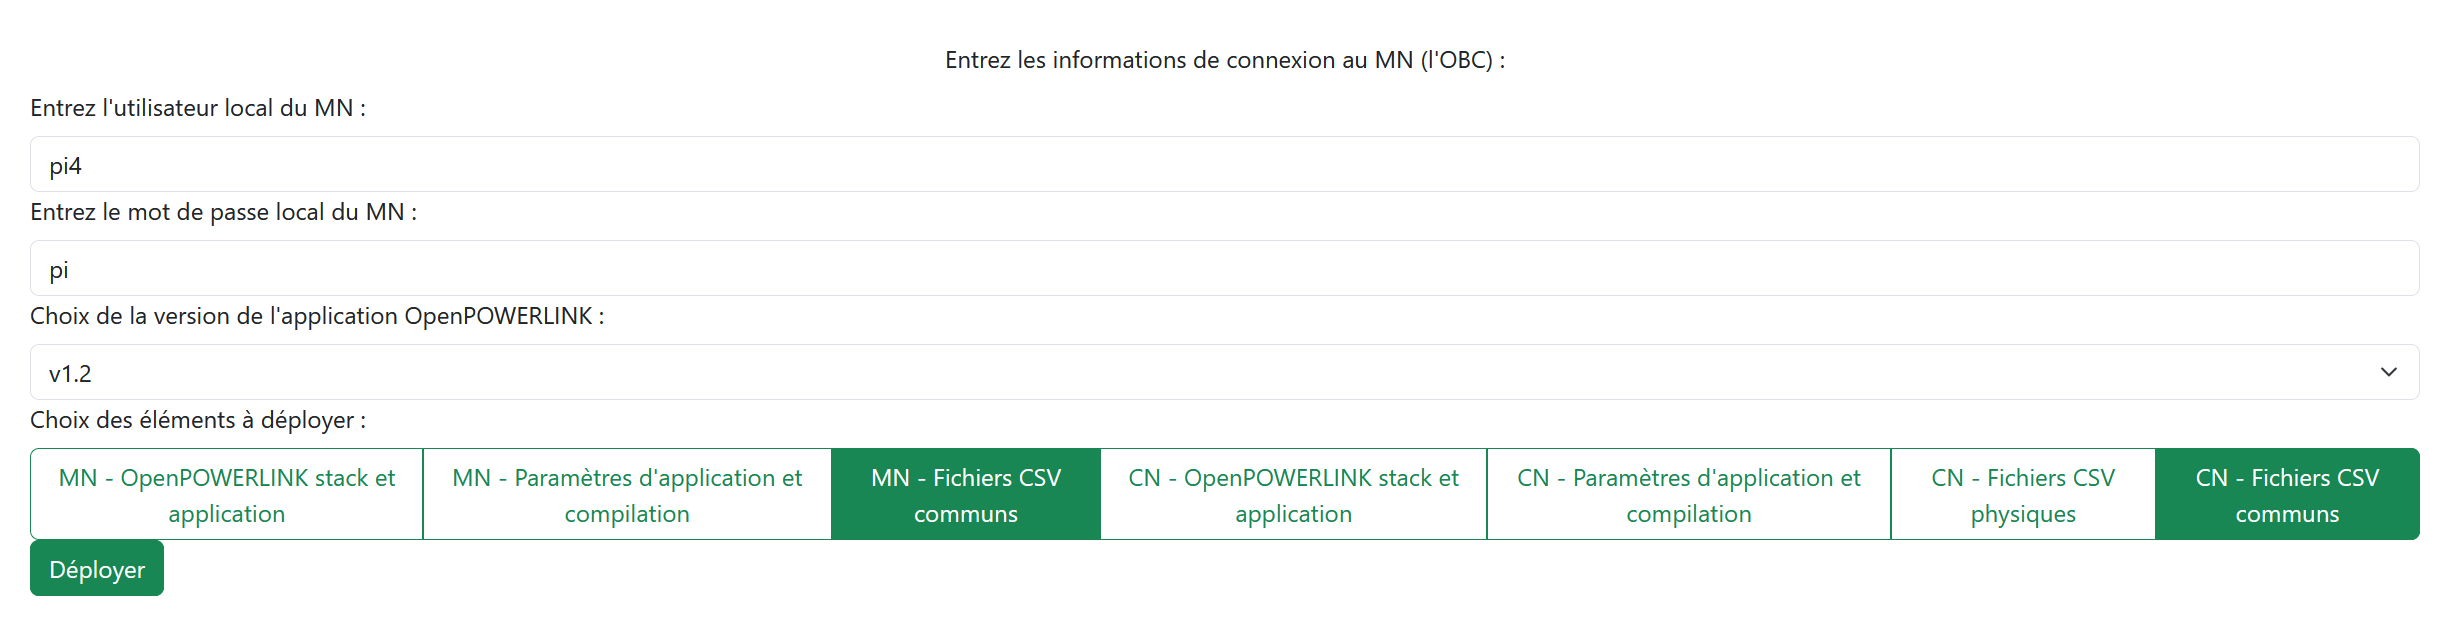 Entrez les informations de connexion au MN (l'OBC) :
Entrez l'utilisateur local du MN :
pi4
Entrez le mot de passe local du MN :
pi
Choix de la version de l'application OpenPOWERLINK :
v1.2
Choix des éléments à déployer :
MN - OpenPOWERLINK stack et
application
MN - Paramètres d'application et
compilation
MN - Fichiers CSV
communs
CN - OpenPOWERLINK stack et
application
CN - Paramètres d'application et
compilation
CN - Fichiers CSV
physiques
CN - Fichiers CSV
communs
Déployer